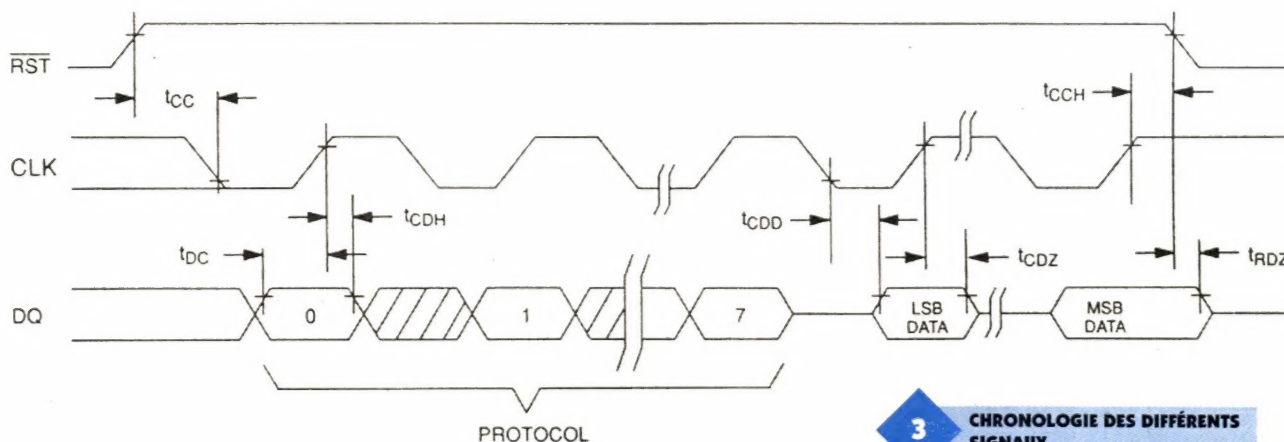 RST
tCC
tCCH
CLK
tCDH
tCDD
tDC
tCDZ
tRDZ
DQ
0
1
7
LSB
DATA
MSB
DATA
PROTOCOL
3
CHRONOLOGIE DES DIFFÉRENTS
SIGNAUX